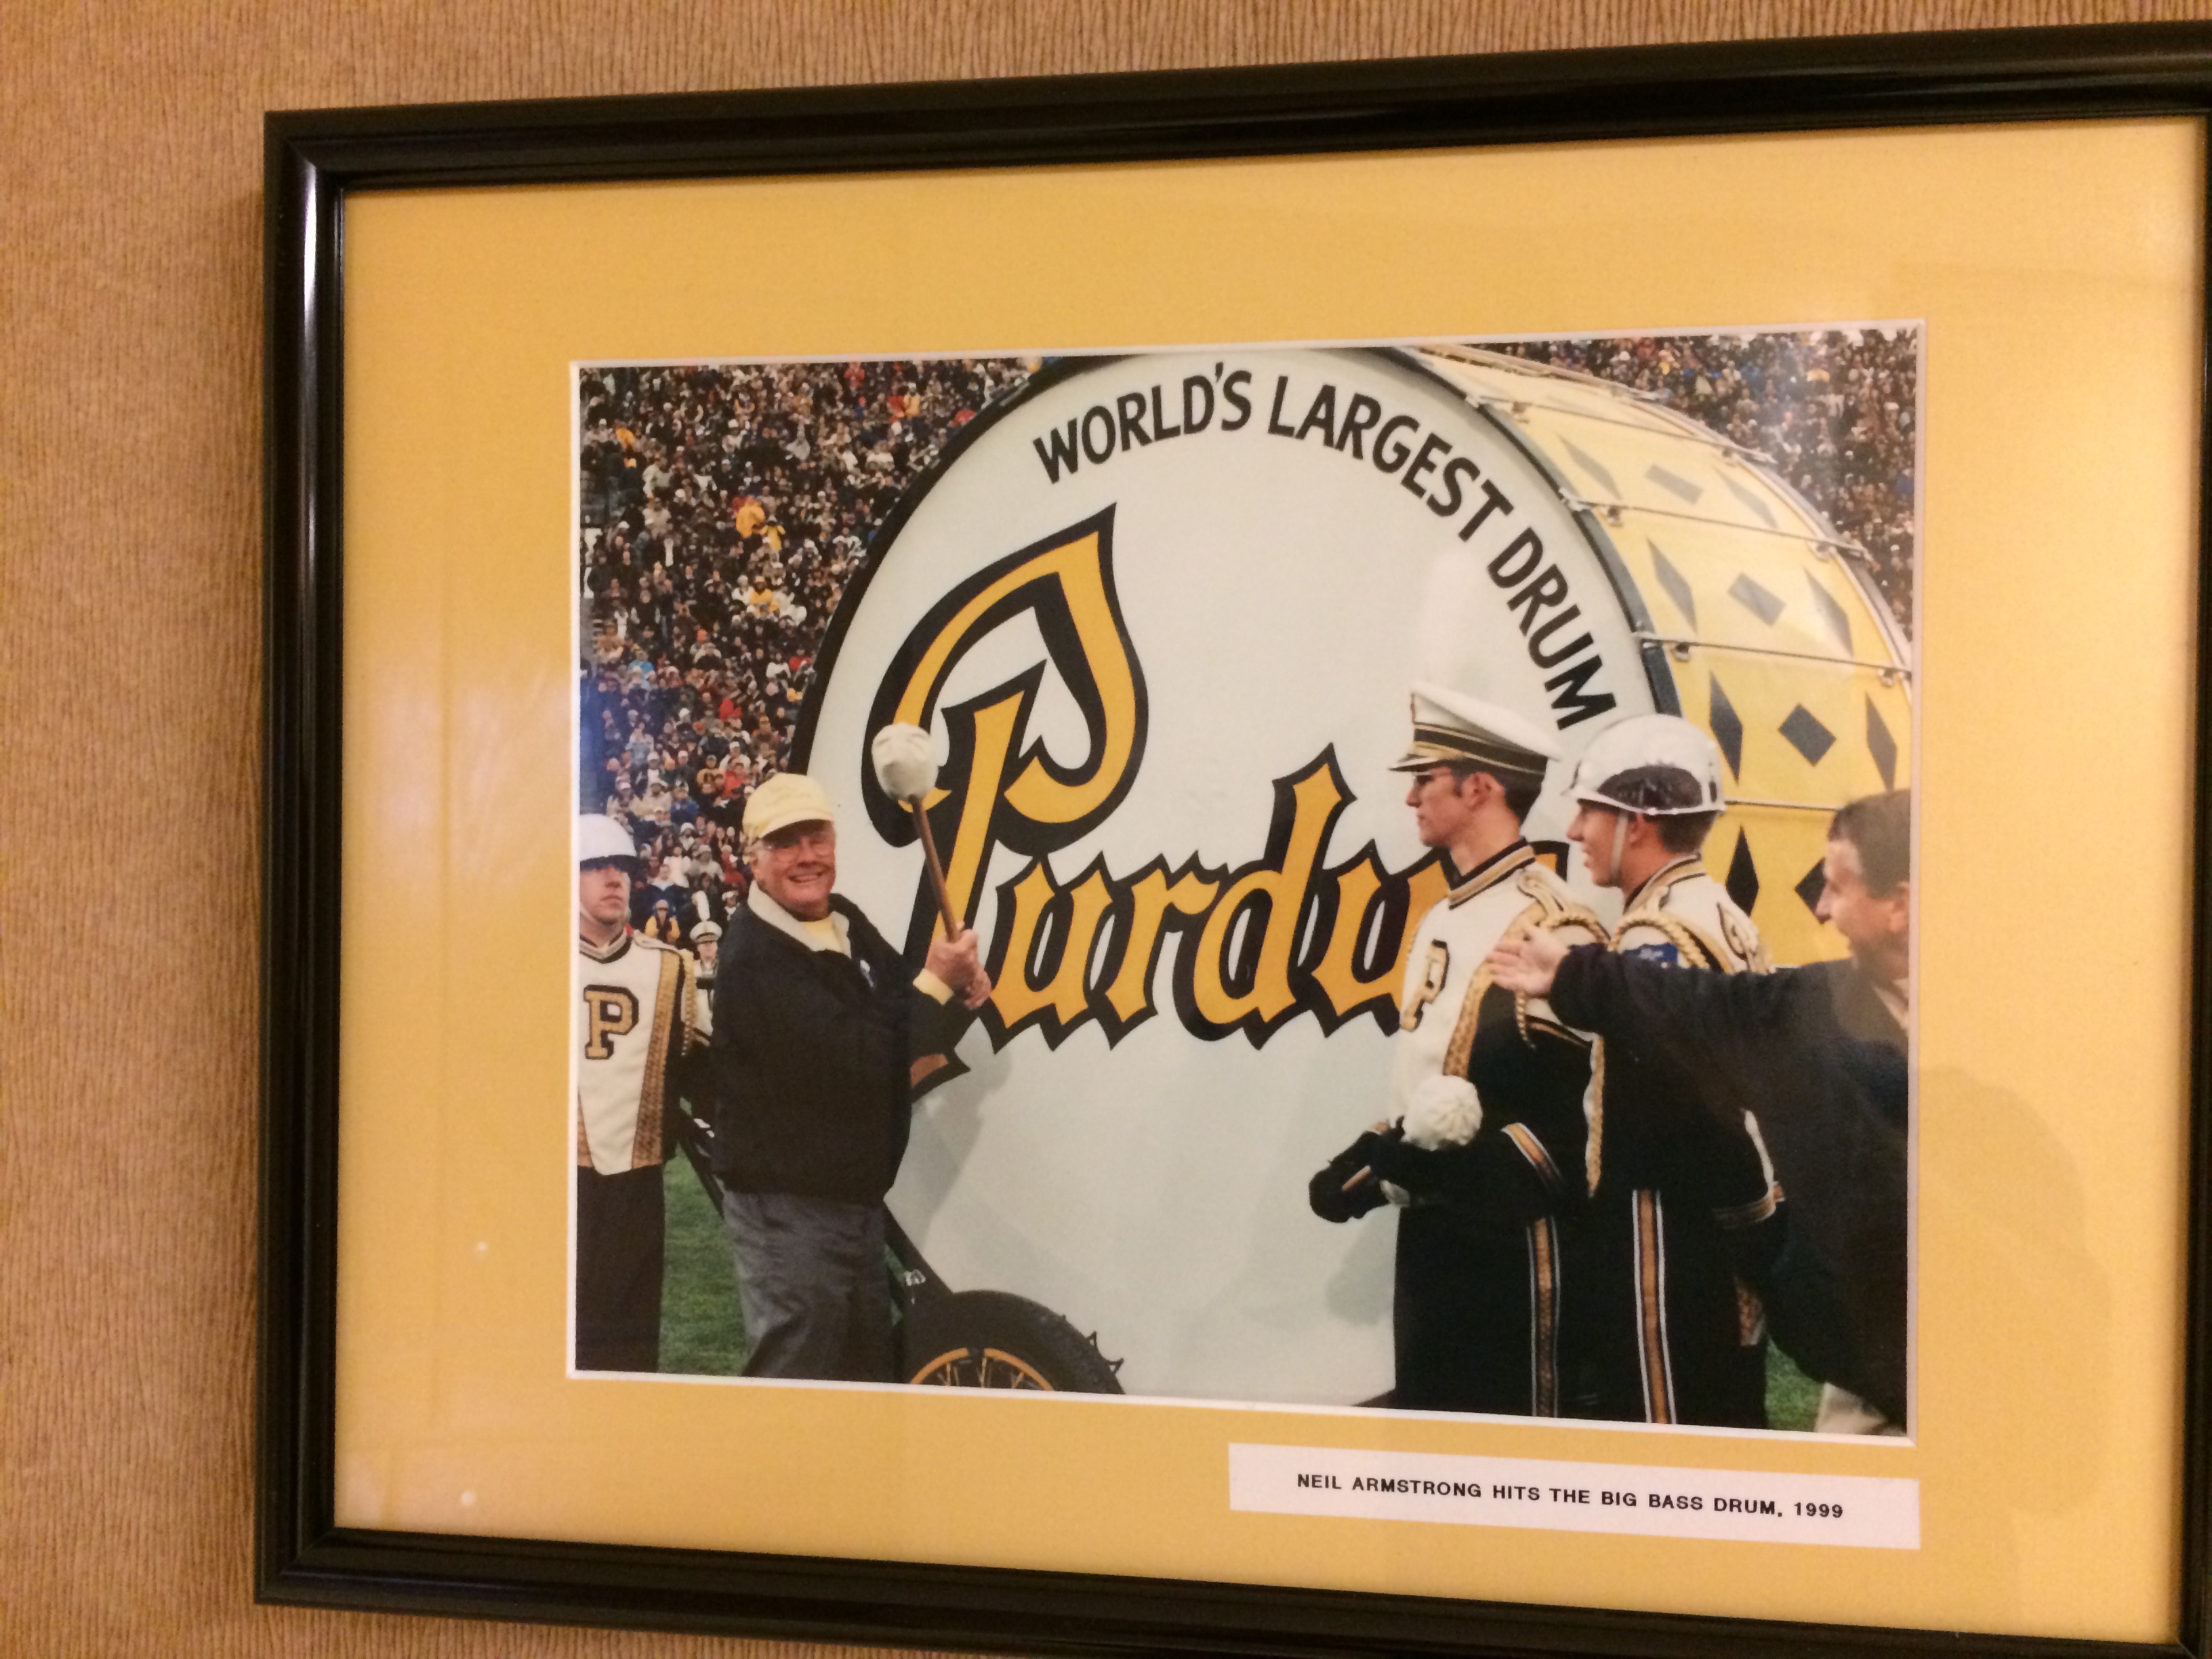 WORLD'S LARGEST DRUM
Purdu
P
P
NEIL ARMSTRONG HITS THE BIG BASS DRUM, 1999